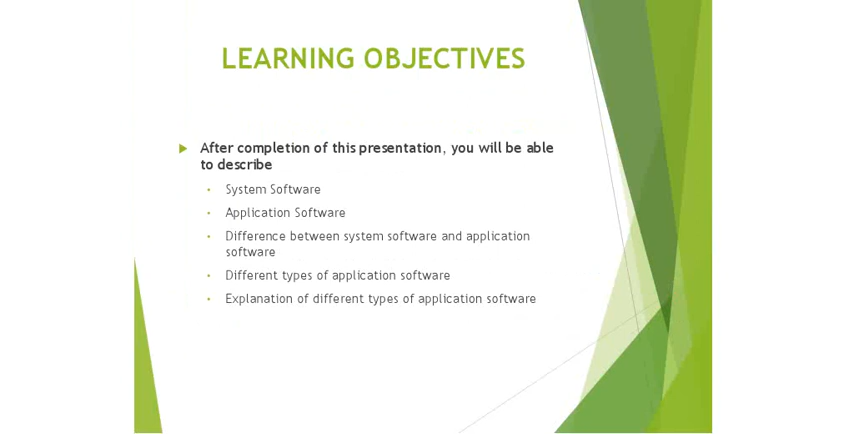 LEARNING OBJECTIVES
After completion of this presentation, you will be able
to describe
System Software
Application Software
Difference between system software and application
software
Different types of application software
Explanation of different types of application software